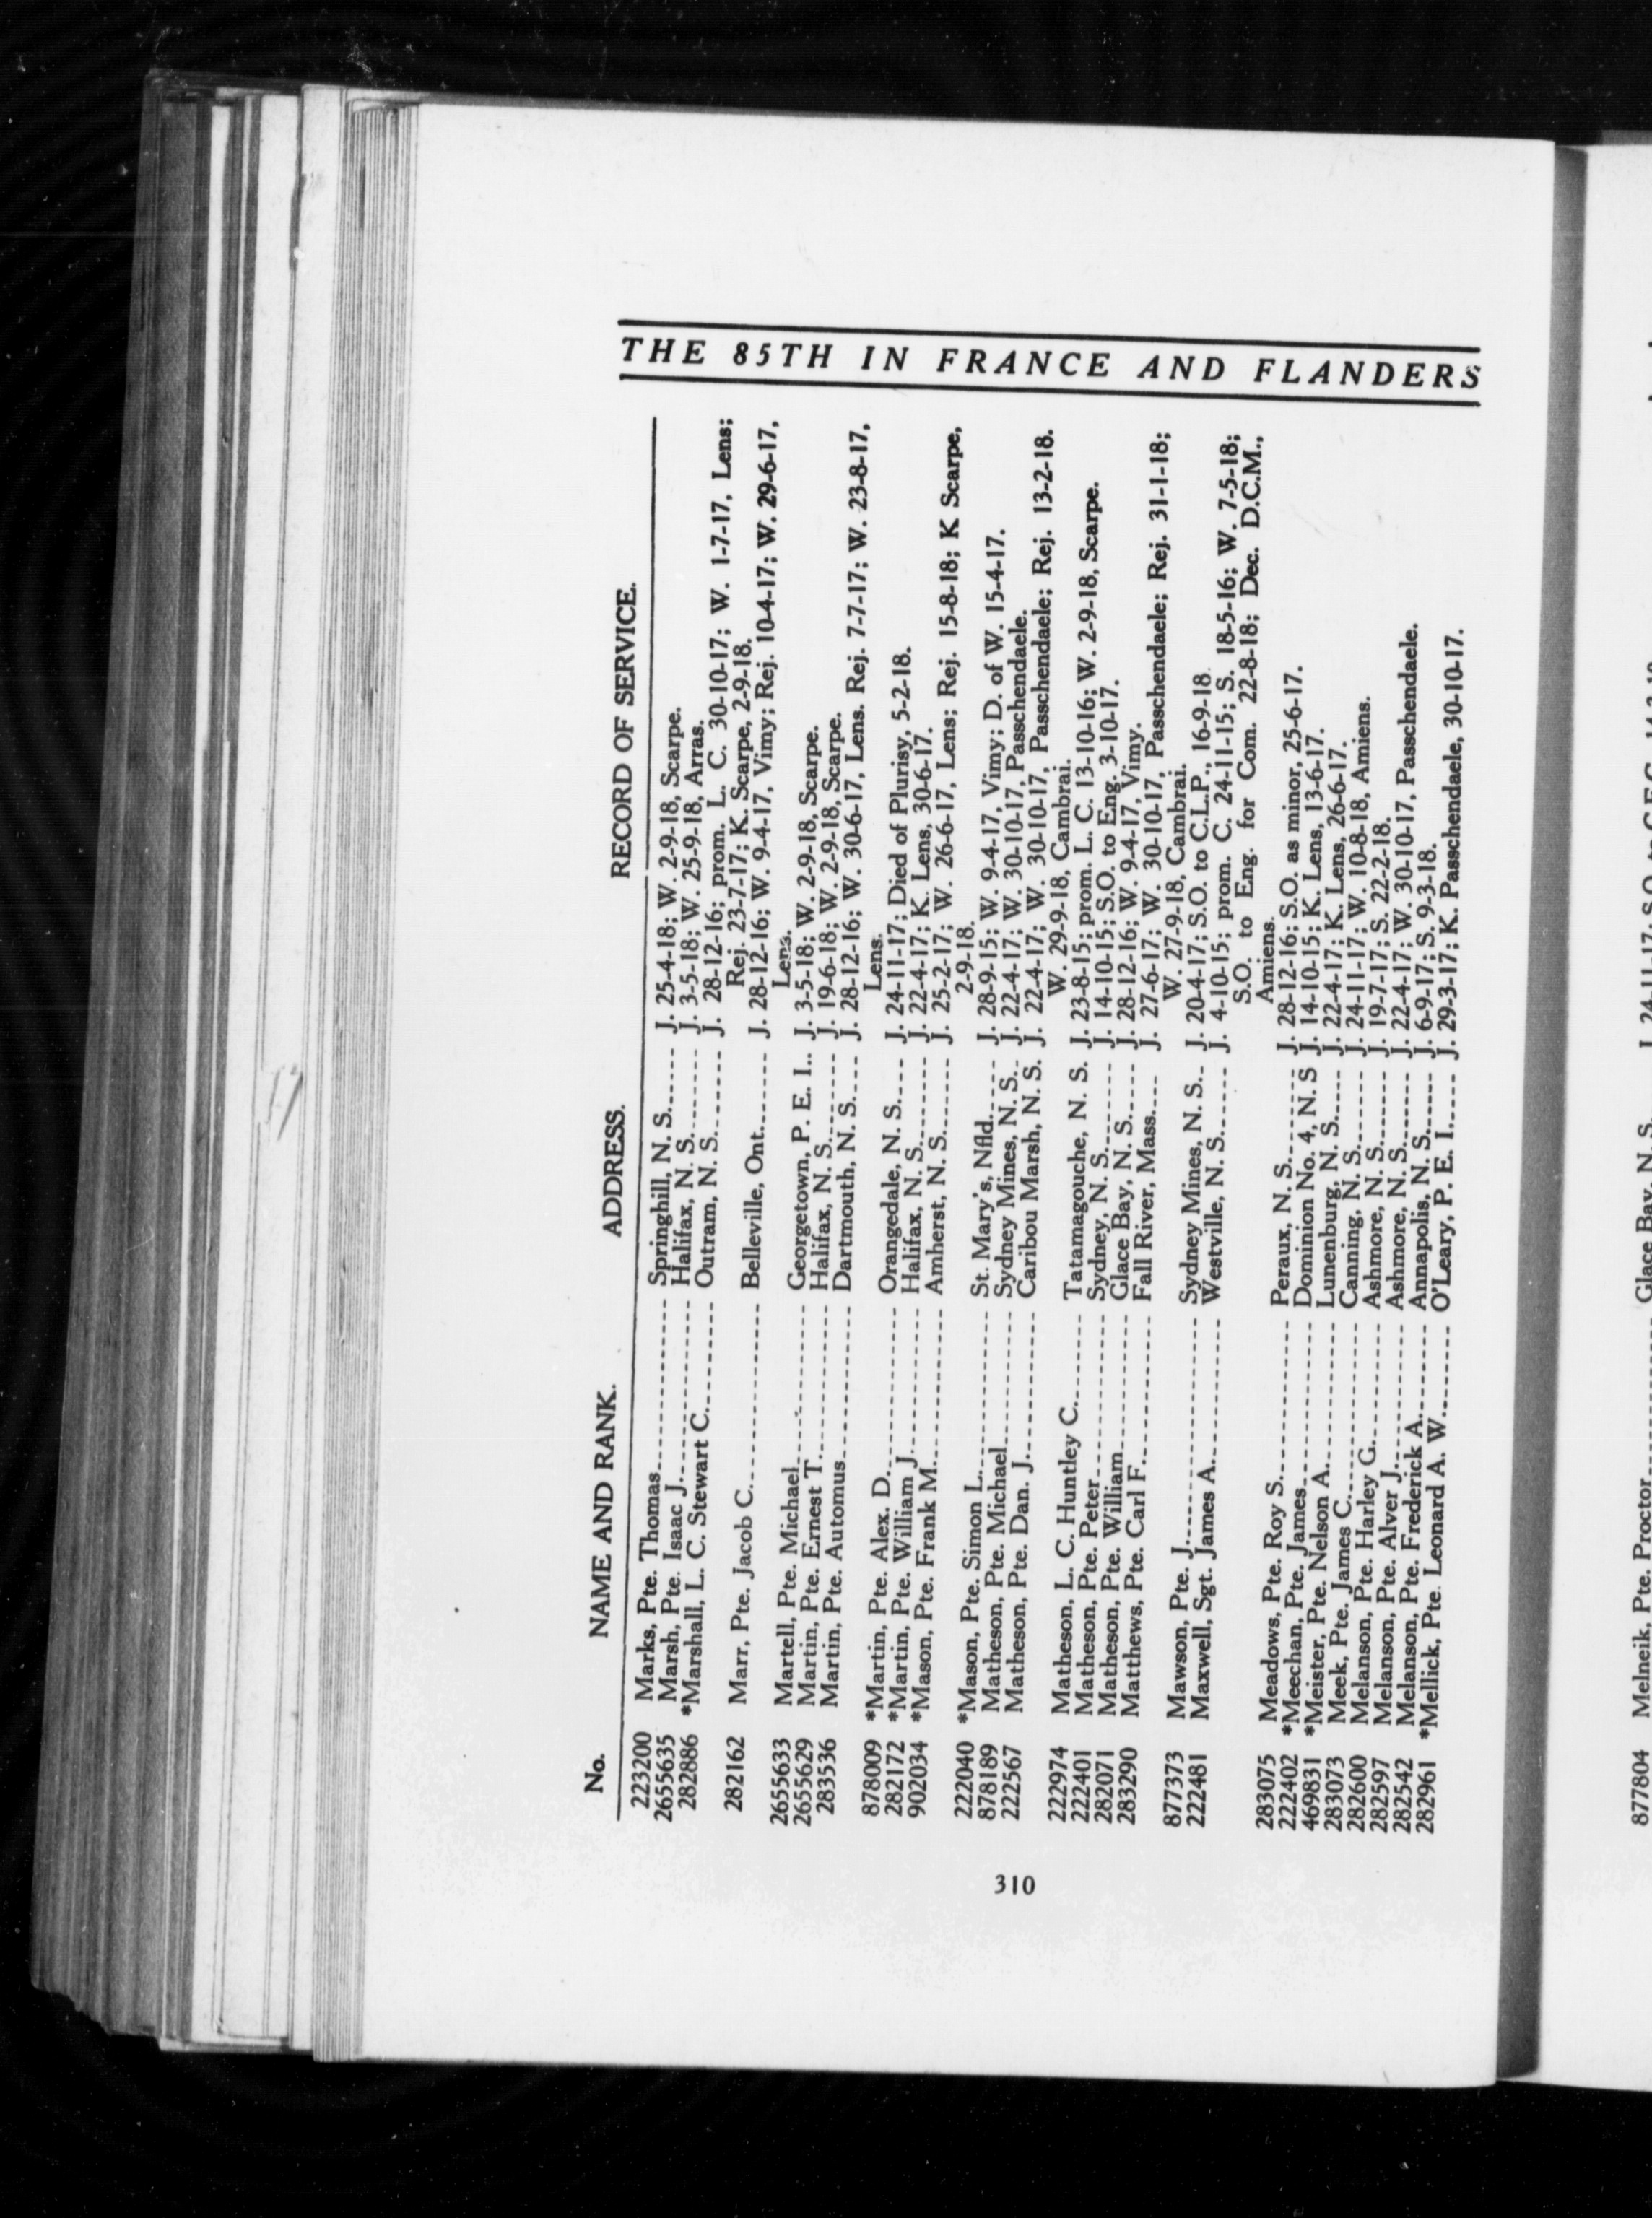 THE 85TH IN FRANCE AND FLANDERS
No. NAME AND RANK. ADDRESS. RECORD OF SERVICE.
223200 Marks, Pte. Thomas Springhill, N. S. J. 25-4-18; W. 2-9-18, Scarpe.
2655635 Marsh, Pte. Isaac J. Halifax, N. S. J. 3-5-18; W. 25-9-18, Arras.
282886 *Marshall, L. C. Stewart C. Outram, N. S. J. 28-12-16; prom. L. C. 30-10-17; W. 1-7-17, Lens;
Rej. 23-7-17; K. Scarpe, 2-9-18.
282162 Marr, Pte. Jacob C. Belleville, Ont. J. 28-12-16; W. 9-4-17, Vimy; Rej. 10-4-17; W. 29-6-17,
Lens.
2655633 Martell, Pte. Michael Georgetown, P. E. I. J. 3-5-18; W. 2-9-18, Scarpe.
2655629 Martin, Pte. Ernest T. Halifax, N. S. J. 19-6-18; W. 2-9-18, Scarpe.
283536 Martin, Pte. Automus Dartmouth, N. S. J. 28-12-16; W. 30-6-17, Lens. Rej. 7-7-17; W. 23-8-17,
Lens.
878009 *Martin, Pte. Alex. D. Orangedale, N. S. J. 24-11-17; Died of Plurisy, 5-2-18.
282172 *Martin, Pte. William J. Halifax, N. S. J. 22-4-17; K. Lens, 30-6-17.
902034 *Mason, Pte. Frank M. Amherst, N. S. J. 25-2-17; W. 26-6-17, Lens; Rej. 15-8-18; K Scarpe,
2-9-18.
222040 *Mason, Pte. Simon L. St. Mary's, Nfld. J. 28-9-15; W. 9-4-17, Vimy; D. of W. 15-4-17.
878189 Matheson, Pte. Michael Sydney Mines, N. S. J. 22-4-17; W. 30-10-17, Passchendaele.
222567 Matheson, Pte. Dan. J. Caribou Marsh, N. S. J. 22-4-17; W. 30-10-17, Passchendaele; Rej. 13-2-18.
W. 29-9-18, Cambrai.
222974 Matheson, L. C. Huntley C. Tatamagouche, N. S. J. 23-8-15; prom. L. C. 13-10-16; W. 2-9-18, Scarpe.
222401 Matheson, Pte. Peter Sydney, N. S. J. 14-10-15; S.O. to Eng. 3-10-17.
282071 Matheson, Pte. William Glace Bay, N. S. J. 28-12-16; W. 9-4-17, Vimy.
283290 Matthews, Pte. Carl F. Fall River, Mass. J. 27-6-17; W. 30-10-17, Passchendaele; Rej. 31-1-18;
W. 27-9-18, Cambrai.
877373 Mawson, Pte. J. Sydney Mines, N. S. J. 20-4-17; S.O. to C.L.P., 16-9-18
222481 Maxwell, Sgt. James A. Westville, N. S. J. 4-10-15; prom. C. 24-11-15; S. 18-5-16; W. 7-5-18;
S.O. to Eng. for Com. 22-8-18; Dec. D.C.M.,
Amiens.
283075 Meadows, Pte. Roy S. Peraux, N. S. J. 28-12-16; S.O. as minor, 25-6-17.
222402 *Meechan, Pte. James Dominion No. 4, N. S J. 14-10-15; K. Lens, 13-6-17.
469831 *Meister, Pte. Nelson A. Lunenburg, N. S. J. 22-4-17; K. Lens, 26-6-17.
283073 Meek, Pte. James C. Canning, N. S. J. 24-11-17; W. 10-8-18, Amiens.
282600 Melanson, Pte. Harley G. Ashmore, N. S. J. 19-7-17; S. 22-2-18.
282597 Melanson, Pte. Alver J. Ashmore, N. S. J. 22-4-17; W. 30-10-17, Passchendaele.
282542 Melanson, Pte. Frederick A. Annapolis, N. S. J. 6-9-17; S. 9-3-18.
282961 *Mellick, Pte. Leonard A. W. O'Leary, P. E. I. J. 29-3-17; K. Passchendaele, 30-10-17.
310
877804 Melneik, Pte. Proctor Glace Bay, N. S.